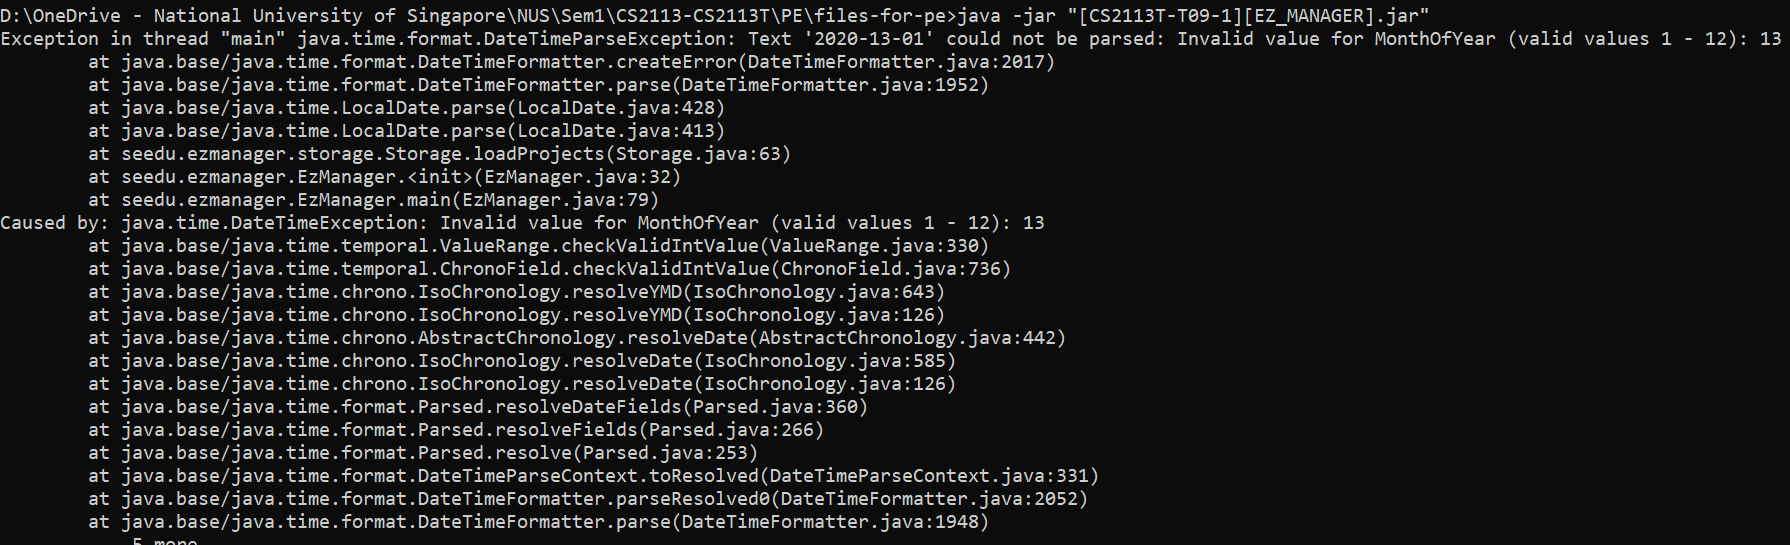 D:\OneDrive - National University of Singapore\NUS\Sem1\CS2113-CS2113T\PE\files-for-pe>java -jar "[CS2113T-T09-1][EZ_MANAGER].jar"
Exception in thread "main" java.time.format.DateTimeParseException: Text '2020-13-01' could not be parsed: Invalid value for MonthOfYear (valid values 1 - 12): 13
        at java.base/java.time.format.DateTimeFormatter.createError(DateTimeFormatter.java:2017)
        at java.base/java.time.format.DateTimeFormatter.parse(DateTimeFormatter.java:1952)
        at java.base/java.time.LocalDate.parse(LocalDate.java:428)
        at java.base/java.time.LocalDate.parse(LocalDate.java:413)
        at seedu.ezmanager.storage.Storage.loadProjects(Storage.java:63)
        at seedu.ezmanager.EzManager.<init>(EzManager.java:32)
        at seedu.ezmanager.EzManager.main(EzManager.java:79)
Caused by: java.time.DateTimeException: Invalid value for MonthOfYear (valid values 1 - 12): 13
        at java.base/java.time.temporal.ValueRange.checkValidIntValue(ValueRange.java:330)
        at java.base/java.time.temporal.ChronoField.checkValidIntValue(ChronoField.java:736)
        at java.base/java.time.chrono.IsoChronology.resolveYMD(IsoChronology.java:643)
        at java.base/java.time.chrono.IsoChronology.resolveYMD(IsoChronology.java:126)
        at java.base/java.time.chrono.AbstractChronology.resolveDate(AbstractChronology.java:442)
        at java.base/java.time.chrono.IsoChronology.resolveDate(IsoChronology.java:585)
        at java.base/java.time.chrono.IsoChronology.resolveDate(IsoChronology.java:126)
        at java.base/java.time.format.Parsed.resolveDateFields(Parsed.java:360)
        at java.base/java.time.format.Parsed.resolveFields(Parsed.java:266)
        at java.base/java.time.format.Parsed.resolve(Parsed.java:253)
        at java.base/java.time.format.DateTimeParseContext.toResolved(DateTimeParseContext.java:331)
        at java.base/java.time.format.DateTimeFormatter.parseResolved0(DateTimeFormatter.java:2052)
        at java.base/java.time.format.DateTimeFormatter.parse(DateTimeFormatter.java:1948)
        5 more